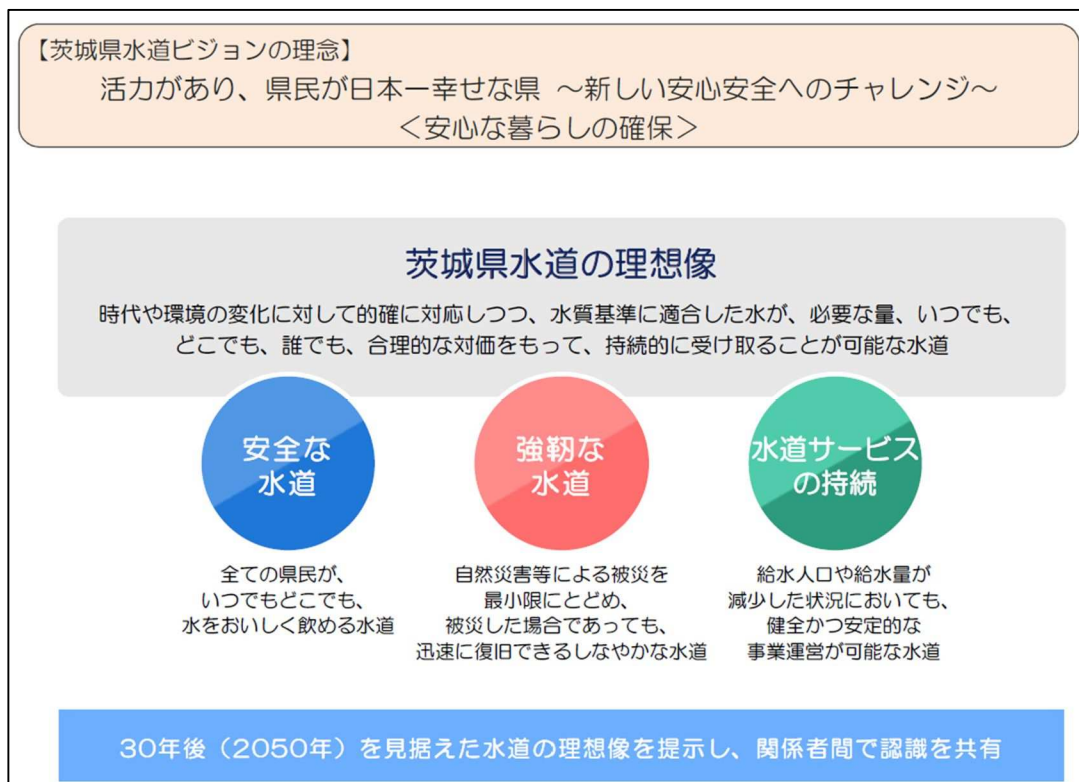 【茨城県水道ビジョンの理念】
活力があり、県民が日本一幸せな県 ～新しい安心安全へのチャレンジ～
＜安心な暮らしの確保＞
茨城県水道の理想像
時代や環境の変化に対して的確に対応しつつ、水質基準に適合した水が、必要な量、いつでも、
どこでも、誰でも、合理的な対価をもって、持続的に受け取ることが可能な水道
安全な
水道
全ての県民が、
いつでもどこでも、
水をおいしく飲める水道
強靭な
水道
自然災害等による被災を
最小限にとどめ、
被災した場合であっても、
迅速に復旧できるしなやかな水道
水道サービス
の持続
給水人口や給水量が
減少した状況においても、
健全かつ安定的な
事業運営が可能な水道
30年後（2050年）を見据えた水道の理想像を提示し、関係者間で認識を共有